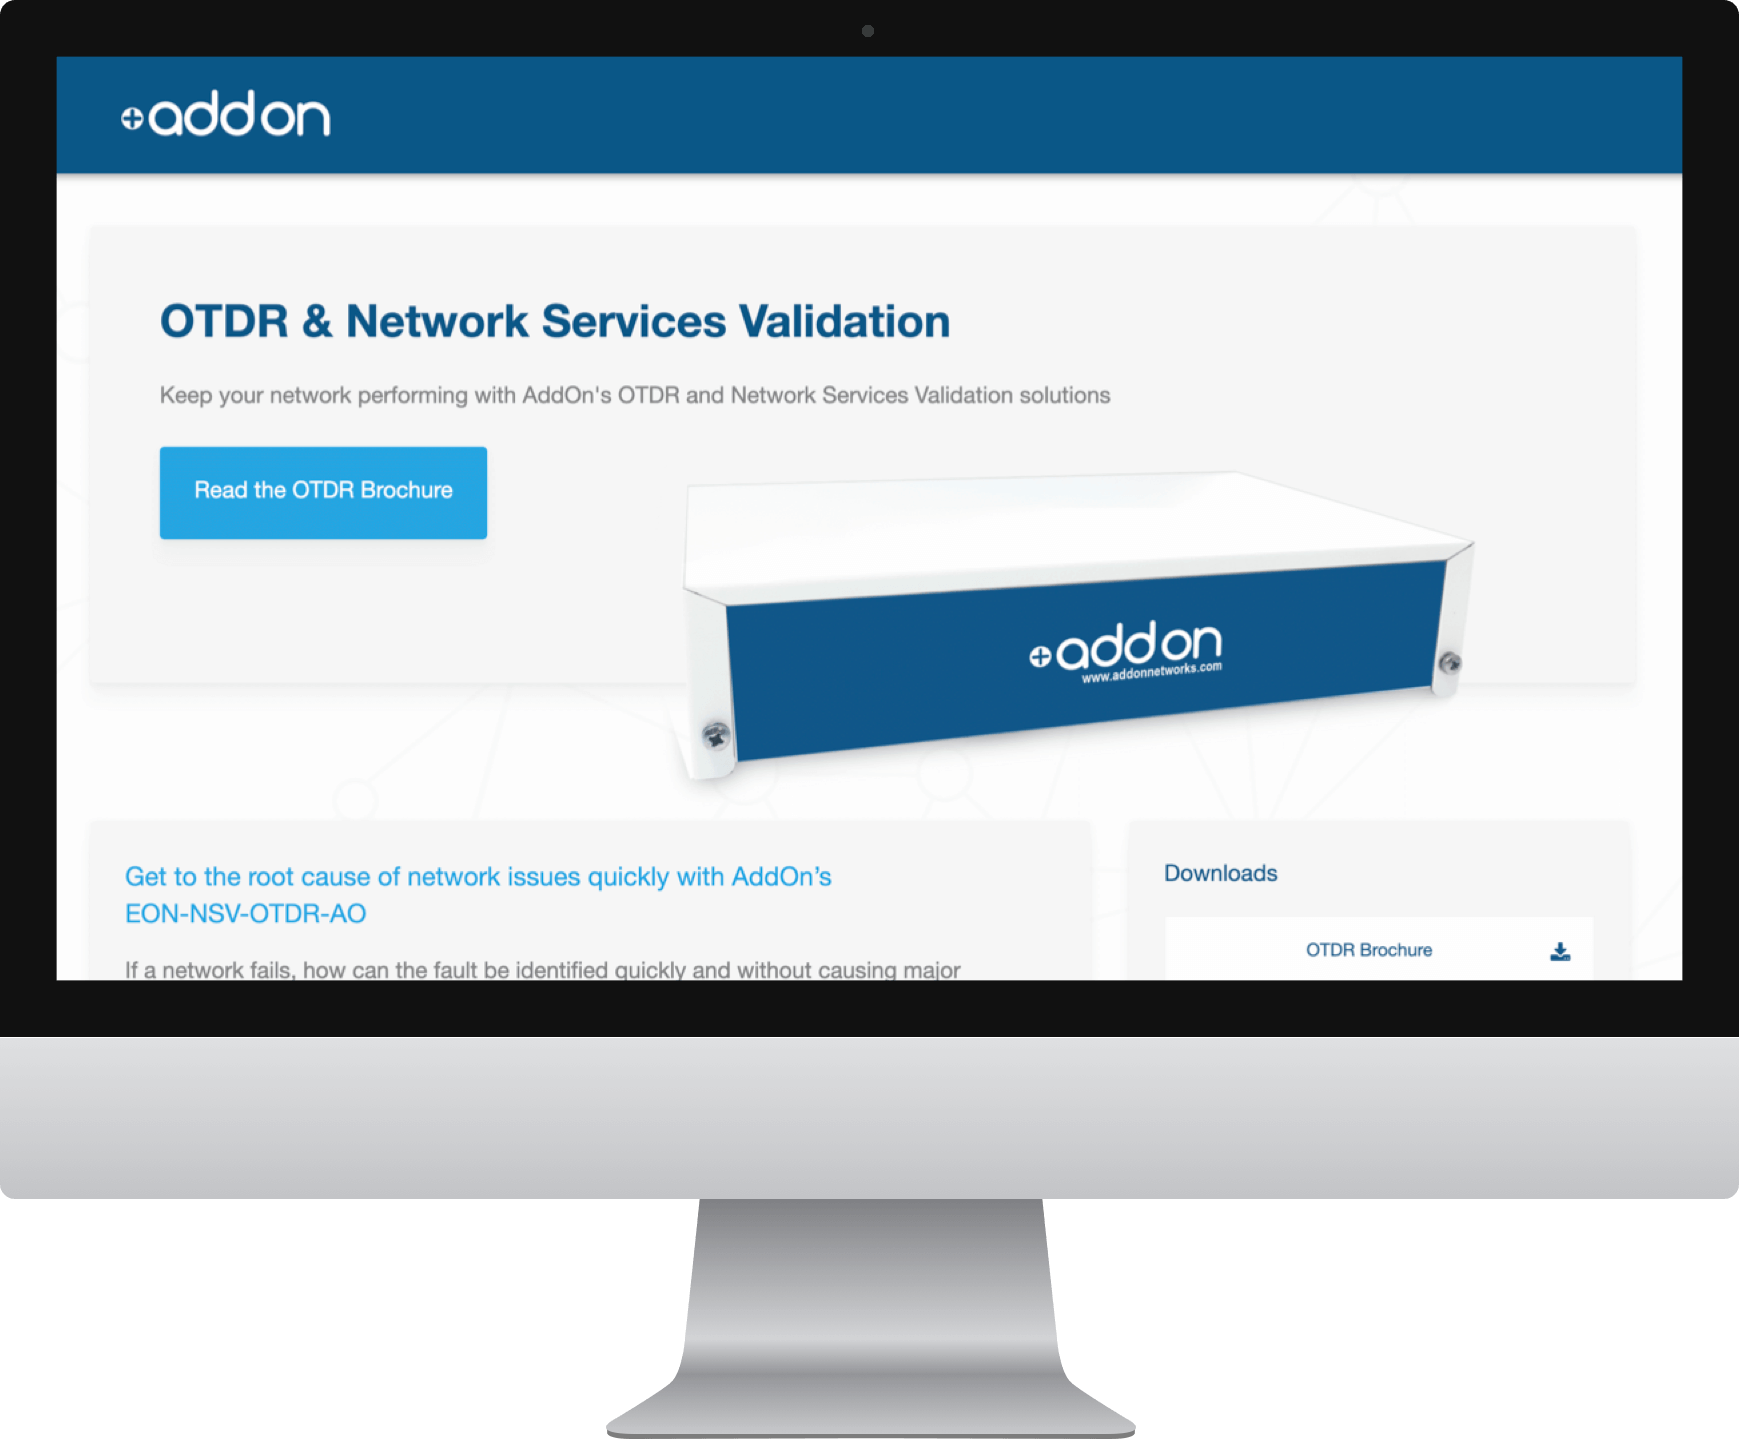 addon
OTDR & Network Services Validation
Keep your network performing with AddOn's OTDR and Network Services Validation solutions
Read the OTDR Brochure
addon
www.addonnetworks.com
Get to the root cause of network issues quickly with AddOn’s
EON-NSV-OTDR-AO
If a network fails, how can the fault be identified quickly and without causing major
Downloads
OTDR Brochure